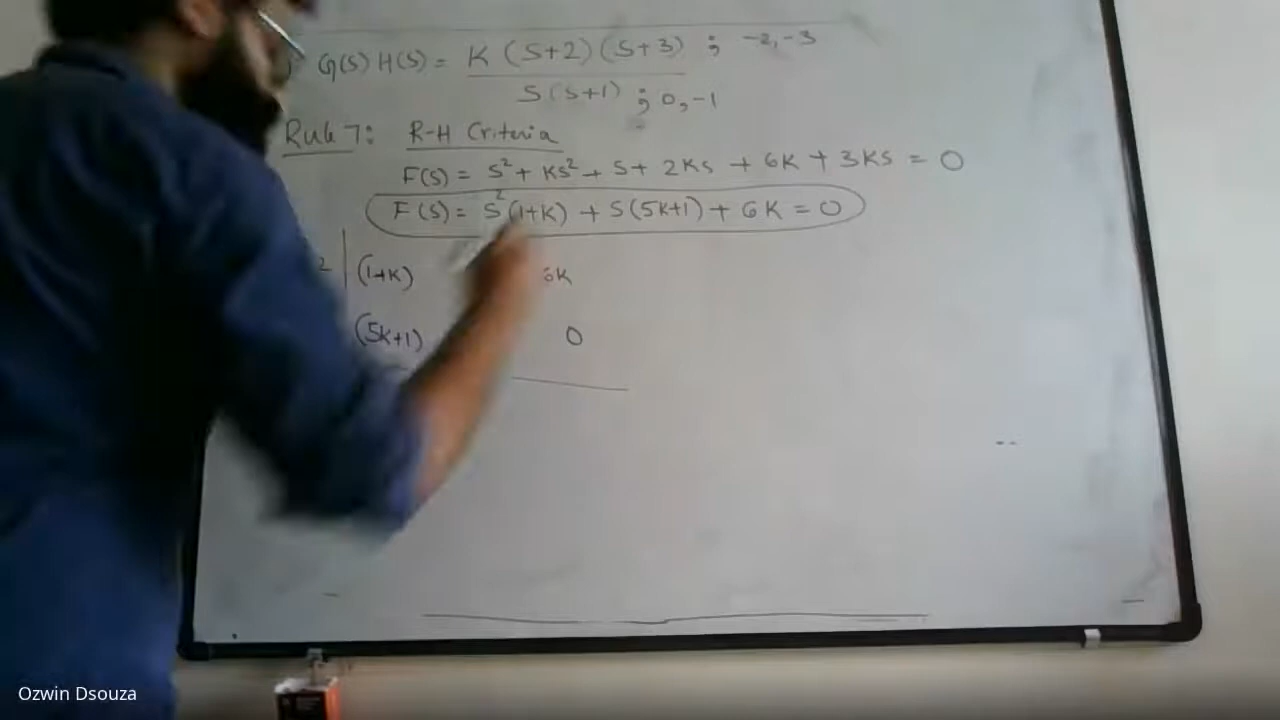 G(S) H(S) = K (S+2) (S+3) ; -2, -3
S(S+1) ; 0, -1
Rule 7: R-H Criteria
F(S) = S² + KS² + S + 2KS + 6K + 3KS = 0
F(S) = S²(1+K) + S(5K+1) + 6K = 0
2 | (1+K) 6K
(5K+1) 0
Ozwin Dsouza